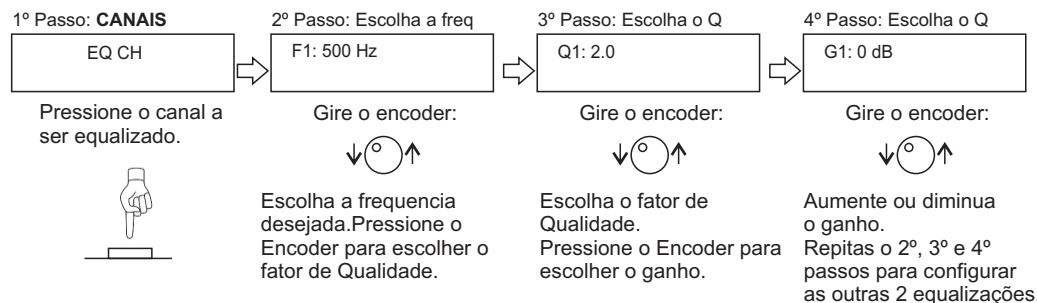 1º Passo: CANAIS
EQ CH
Pressione o canal a
ser equalizado.
2º Passo: Escolha a freq
F1: 500 Hz
Gire o encoder:
Escolha a frequencia
desejada.Pressione o
Encoder para escolher o
fator de Qualidade.
3º Passo: Escolha o Q
Q1: 2.0
Gire o encoder:
Escolha o fator de
Qualidade.
Pressione o Encoder para
escolher o ganho.
4º Passo: Escolha o Q
G1: 0 dB
Gire o encoder:
Aumente ou diminua
o ganho.
Repitas o 2º, 3º e 4º
passos para configurar
as outras 2 equalizações.